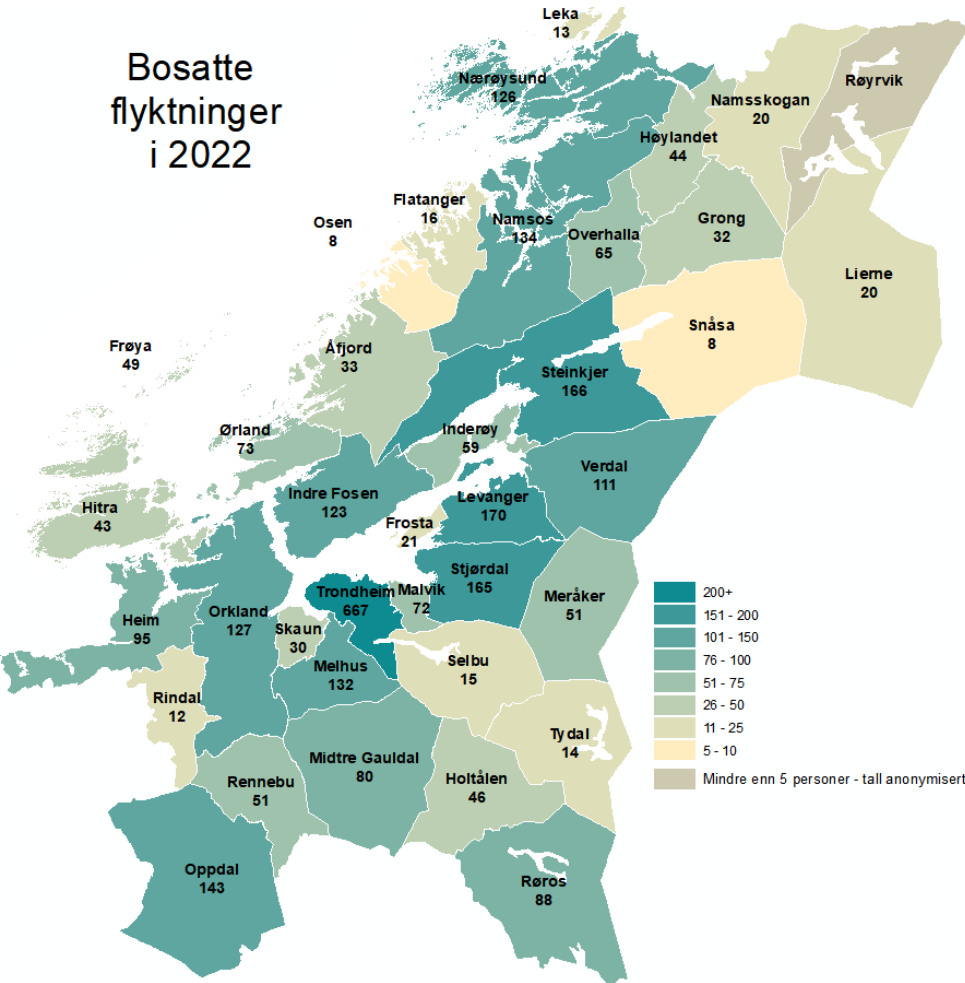 Bosatte
flyktninger
i 2022
Leka
13
Nærøysund
126
Røyrvik
Namsskogan
20
Høylandet
44
Flatanger
16
Osen
8
Namsos
134
Overhalla
65
Grong
32
Lierne
20
Snåsa
8
Frøya
49
Åfjord
33
Steinkjer
166
Ørland
73
Inderøy
59
Verdal
111
Indre Fosen
123
Levanger
170
Hitra
43
Frosta
21
Stjørdal
165
Trondheim
667
Malvik
72
Meråker
51
Heim
95
Orkland
127
Skaun
30
Selbu
15
Melhus
132
Rindal
12
Tydal
14
Midtre Gauldal
80
Rennebu
51
Holtålen
46
Oppdal
143
Røros
88
200+
151 - 200
101 - 150
76 - 100
51 - 75
26 - 50
11 - 25
5 - 10
Mindre enn 5 personer - tall anonymisert